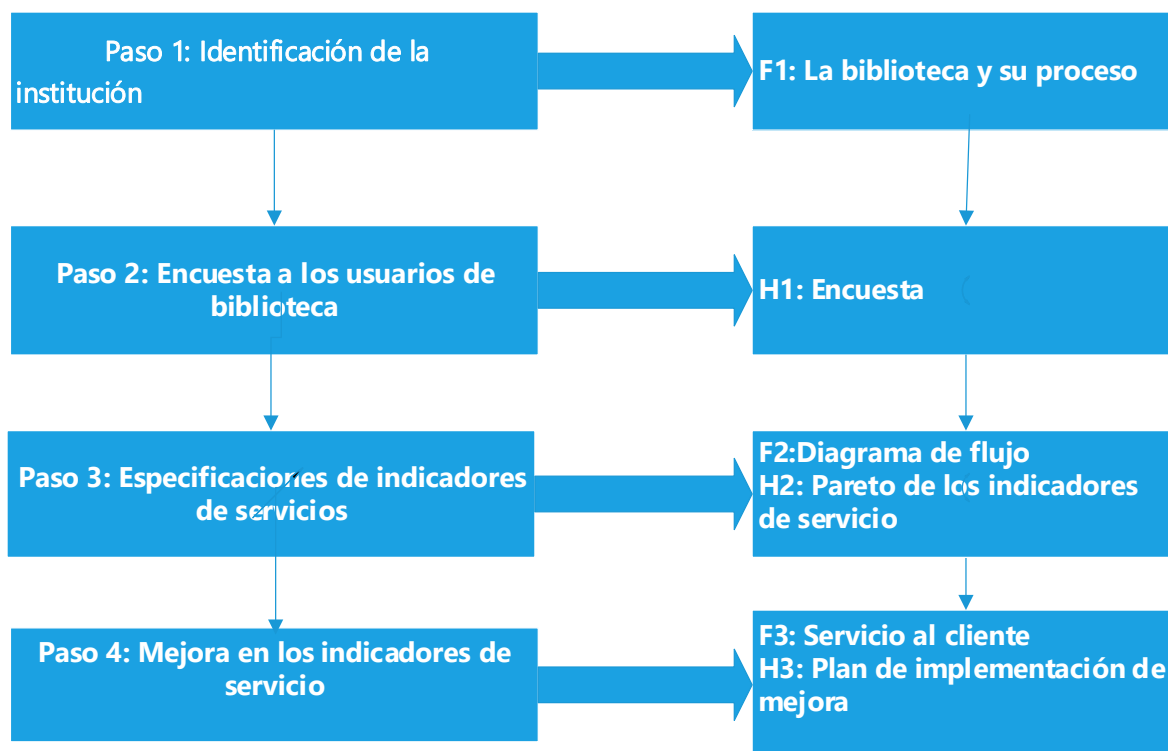 Paso 1: Identificación de la
institución
F1: La biblioteca y su proceso
Paso 2: Encuesta a los usuarios de
biblioteca
H1: Encuesta
Paso 3: Especificaciones de indicadores
de servicios
F2:Diagrama de flujo
H2: Pareto de los indicadores
de servicio
Paso 4: Mejora en los indicadores de
servicio
F3: Servicio al cliente
H3: Plan de implementación de
mejora